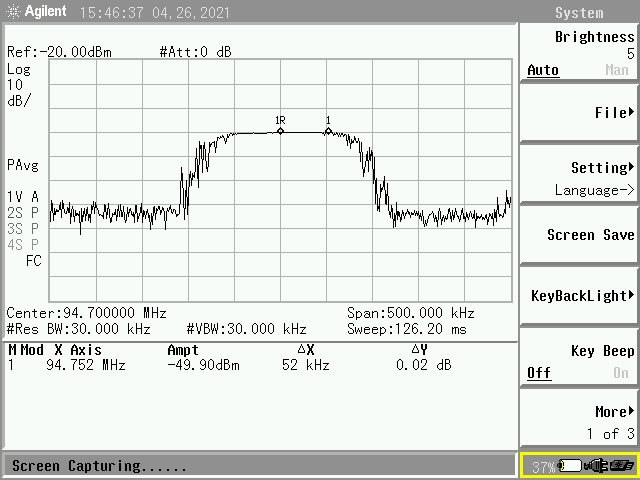 Agilent 15:46:37 04,26,2021 System
Ref:-20.00dBm #Att:0 dB
Log
10
dB/
1R 1
PAvg
1V A
2S P
3S P
4S P
FC
Center:94.700000 MHz Span:500.000 kHz
#Res BW:30.000 kHz #VBW:30.000 kHz Sweep:126.20 ms
M Mod X Axis Ampt △X △Y
1 94.752 MHz -49.90dBm 52 kHz 0.02 dB
Screen Capturing......
Brightness
5
Auto Man
File
Setting
Language->
Screen Save
KeyBackLight
Key Beep
Off On
More
1 of 3
37%